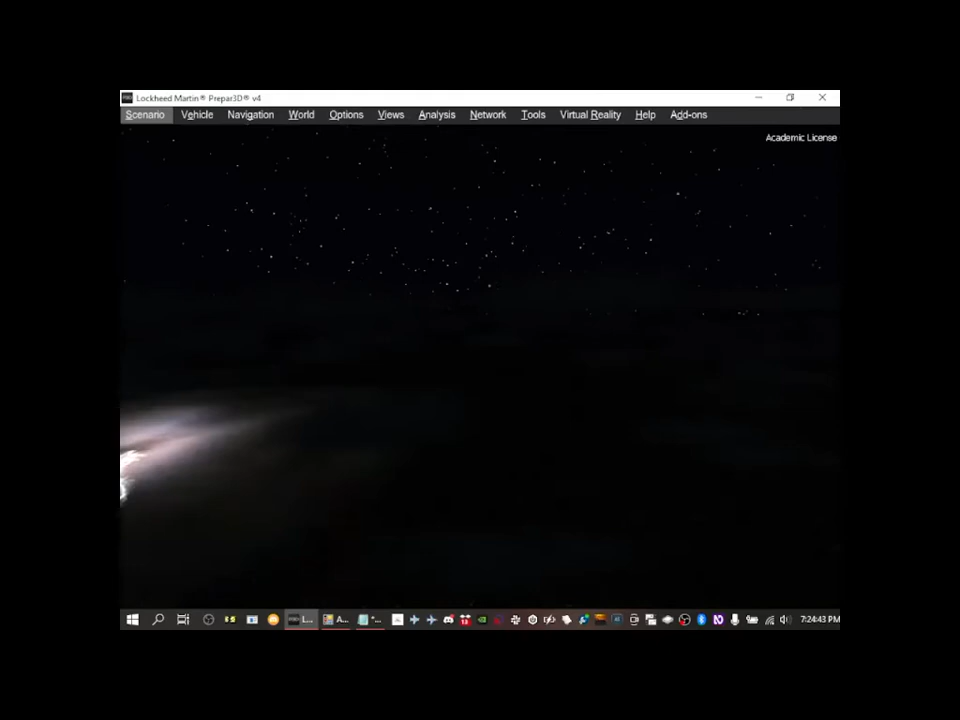 Lockheed Martin® Prepar3D® v4
Scenario Vehicle Navigation World Options Views Analysis Network Tools Virtual Reality Help Add-ons
Academic License
L... A... "... 7:24:43 PM